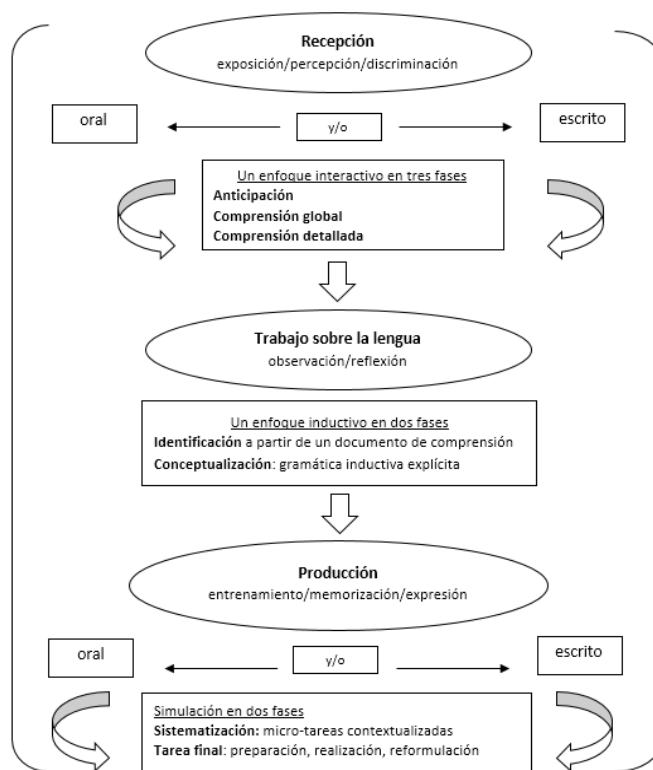 Recepción
exposición/percepción/discriminación
oral
y/o
escrito
Un enfoque interactivo en tres fases
Anticipación
Comprensión global
Comprensión detallada
Trabajo sobre la lengua
observación/reflexión
Un enfoque inductivo en dos fases
Identificación a partir de un documento de comprensión
Conceptualización: gramática inductiva explícita
Producción
entrenamiento/memorización/expresión
oral
y/o
escrito
Simulación en dos fases
Sistematización: micro-tareas contextualizadas
Tarea final: preparación, realización, reformulación